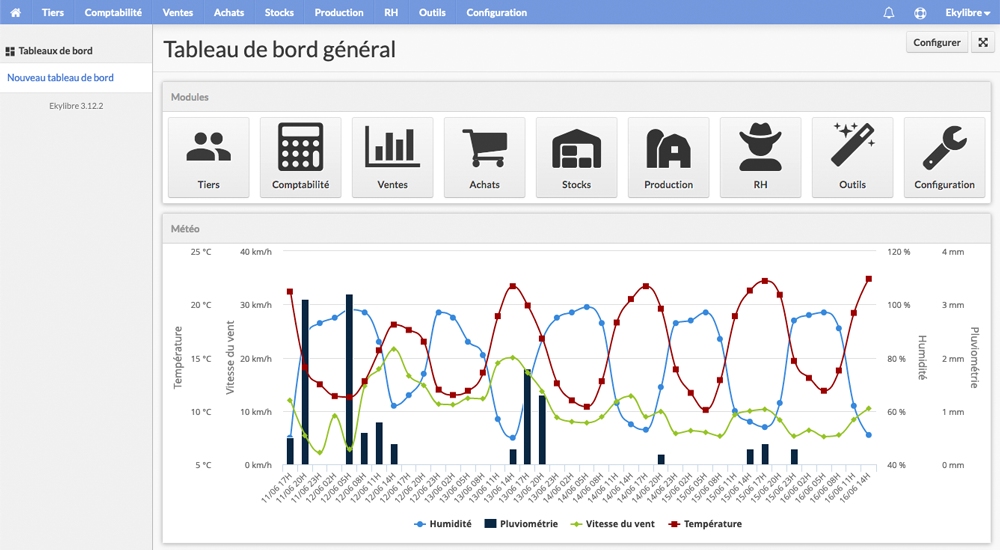 Tiers Comptabilité Ventes Achats Stocks Production RH Outils Configuration Ekylibre
Tableaux de bord
Nouveau tableau de bord
Ekylibre 3.12.2
Tableau de bord général
Configurer
Modules
Tiers Comptabilité Ventes Achats Stocks Production RH Outils Configuration
Météo
25 °C 40 km/h 120 % 4 mm
20 °C 30 km/h 100 % 3 mm
15 °C 20 km/h 80 % 2 mm
10 °C 10 km/h 60 % 1 mm
5 °C 0 km/h 40 % 0 mm
Température
Vitesse du vent
Humidité
Pluviométrie
11/06 17H 11/06 20H 11/06 23H 12/06 02H 12/06 05H 12/06 08H 12/06 11H 12/06 14H 12/06 20H 12/06 23H 13/06 02H 13/06 05H 13/06 08H 13/06 11H 13/06 14H 13/06 17H 13/06 20H 13/06 23H 14/06 02H 14/06 05H 14/06 08H 14/06 11H 14/06 14H 14/06 17H 14/06 20H 14/06 23H 15/06 02H 15/06 05H 15/06 08H 15/06 11H 15/06 14H 15/06 17H 15/06 20H 15/06 23H 16/06 02H 16/06 05H 16/06 08H 16/06 11H 16/06 14H
Humidité Pluviométrie Vitesse du vent Température